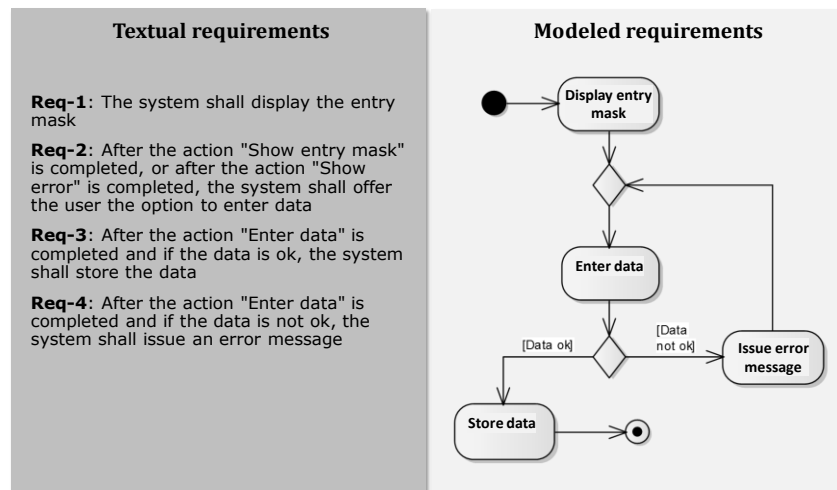 Textual requirements
Req-1: The system shall display the entry
mask
Req-2: After the action "Show entry mask"
is completed, or after the action "Show
error" is completed, the system shall offer
the user the option to enter data
Req-3: After the action "Enter data" is
completed and if the data is ok, the system
shall store the data
Req-4: After the action "Enter data" is
completed and if the data is not ok, the
system shall issue an error message
Modeled requirements
Display entry
mask
Enter data
[Data ok]
[Data
not ok]
Issue error
message
Store data